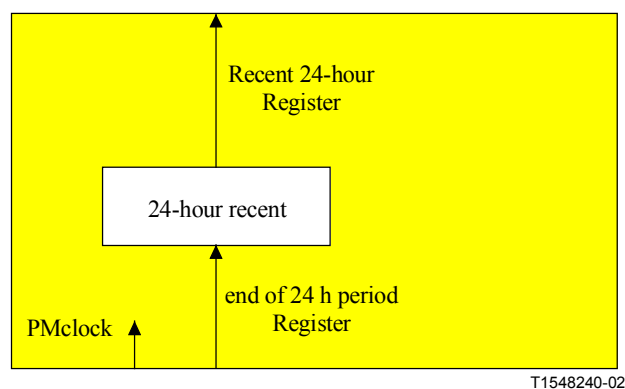 Recent 24-hour
Register
24-hour recent
end of 24 h period
Register
PMclock
T1548240-02